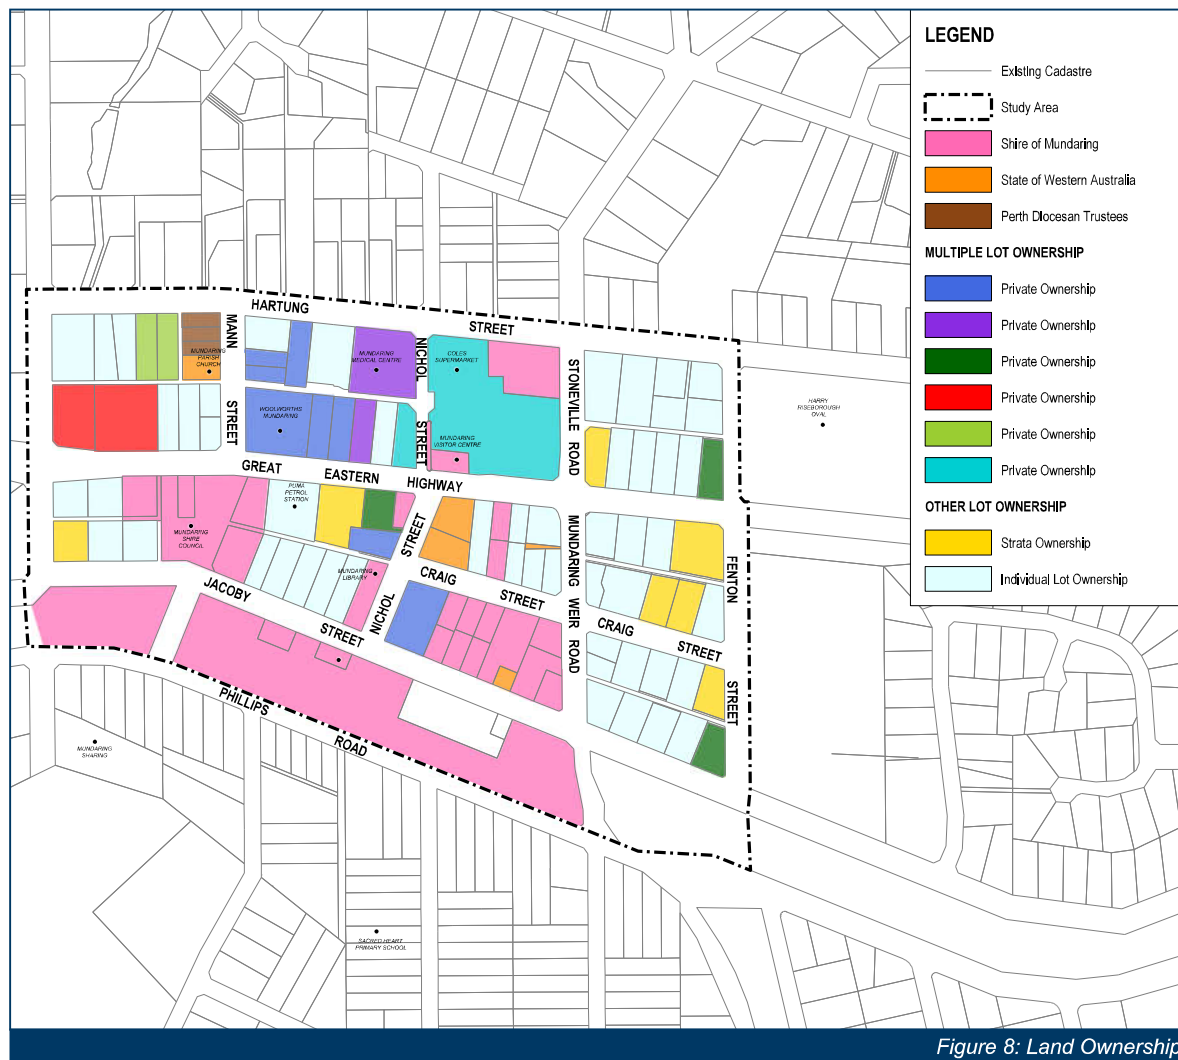 LEGEND
Existing Cadastre
Study Area
Shire of Mundaring
State of Western Australia
Perth Diocesan Trustees
MULTIPLE LOT OWNERSHIP
Private Ownership
Private Ownership
Private Ownership
Private Ownership
Private Ownership
Private Ownership
OTHER LOT OWNERSHIP
Strata Ownership
Individual Lot Ownership
HARTUNG
STREET
MANN
STREET
NICHOL
STREET
STONEVILLE ROAD
MUNDARING
PARISH
CHURCH
MUNDARING
MEDICAL CENTRE
COLES
SUPERMARKET
HARRY
RISEBOROUGH
OVAL
WOOLWORTHS
MUNDARING
MUNDARING
VISITOR CENTRE
GREAT
EASTERN
HIGHWAY
PUMA
PETROL
STATION
MUNDARING
SHIRE
COUNCIL
STREET
NICHOL
MUNDARING
LIBRARY
MUNDARING WEIR ROAD
FENTON
STREET
CRAIG
STREET
CRAIG
STREET
JACOBY
STREET
PHILLIPS
ROAD
MUNDARING
SHARING
SACRED HEART
PRIMARY SCHOOL
Figure 8: Land Ownership